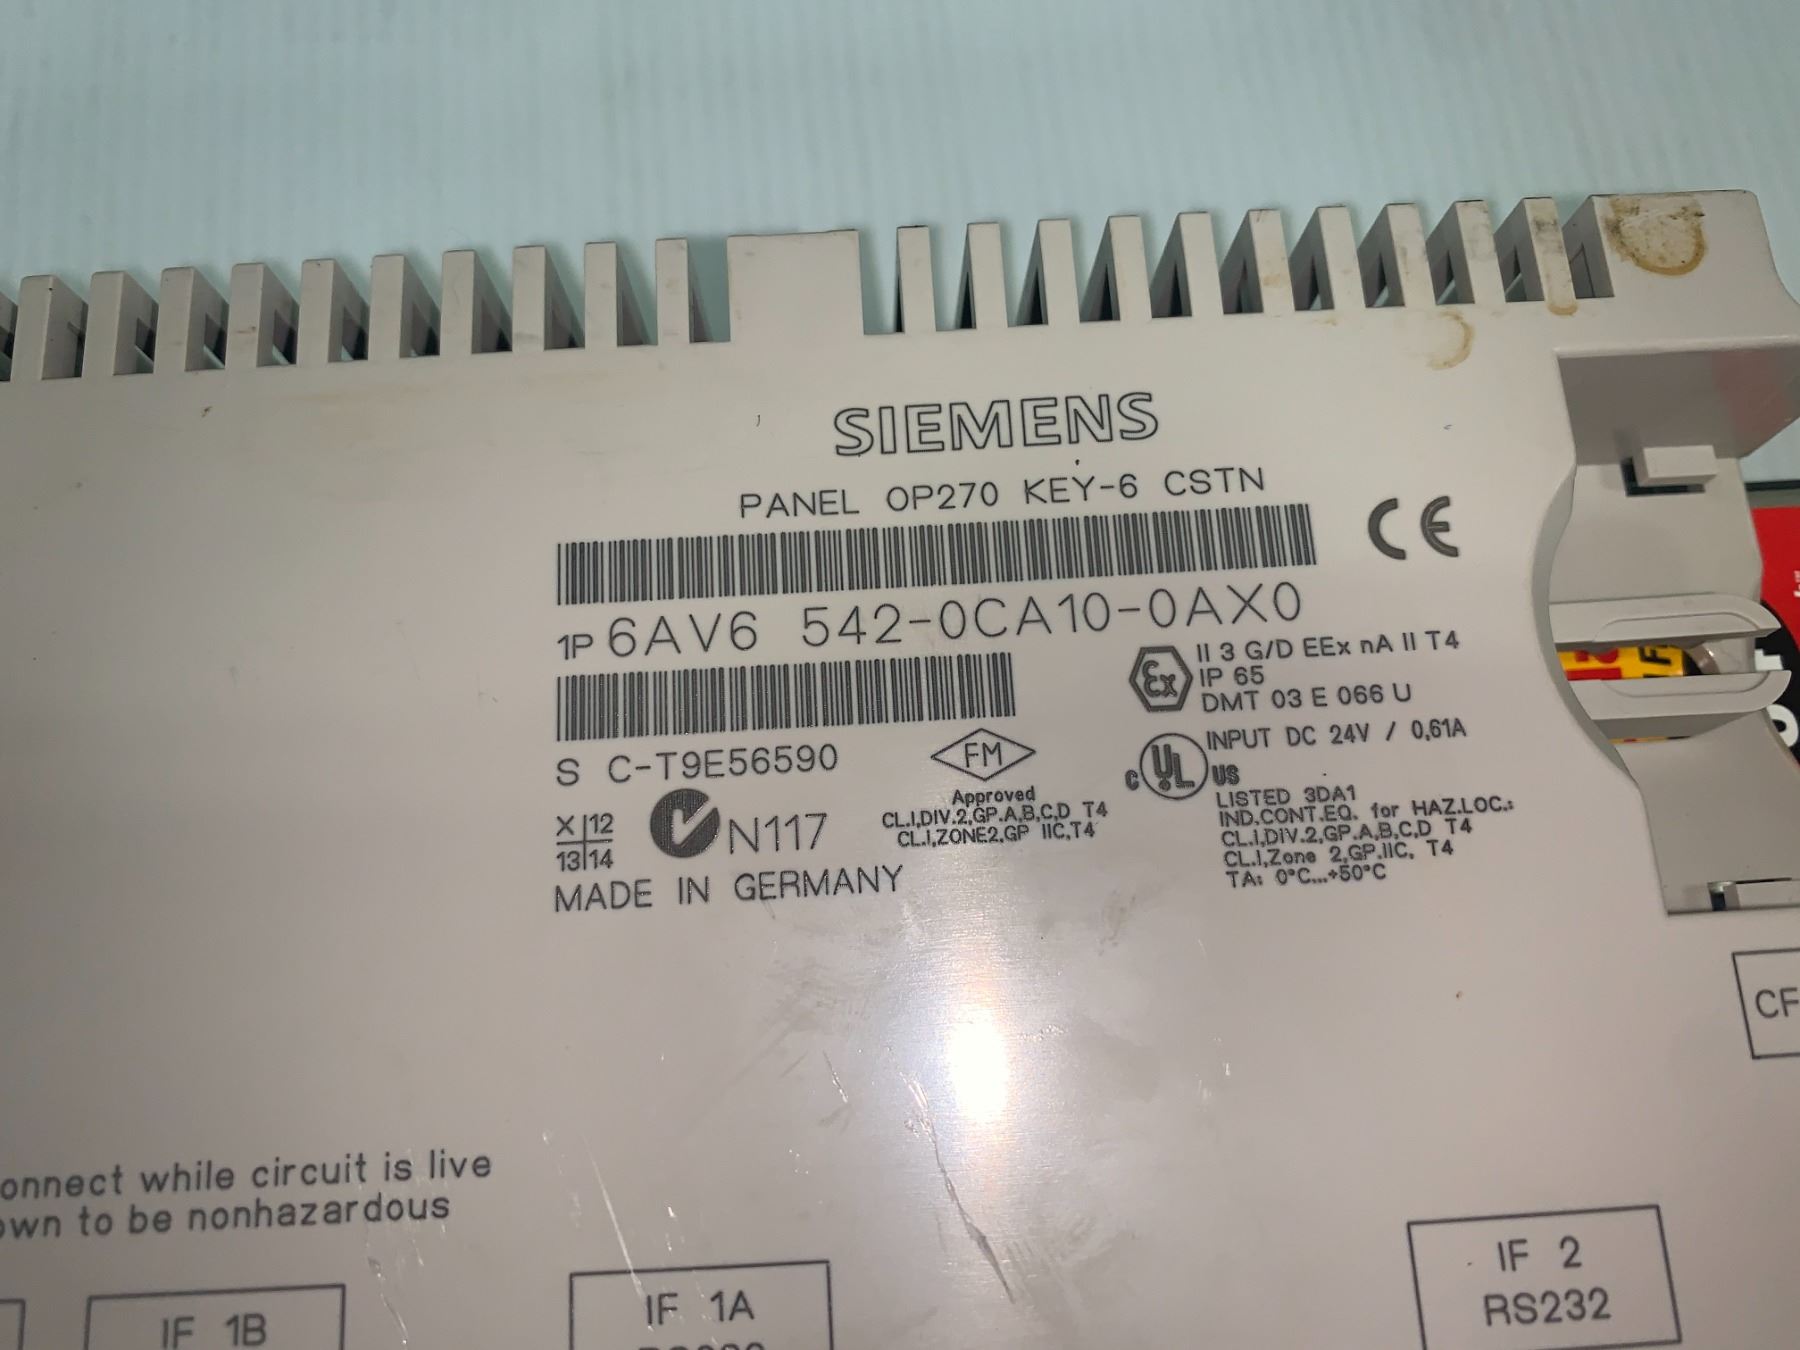 SIEMENS
PANEL OP270 KEY-6 CSTN
CE
1P 6AV6 542-0CA10-0AX0
Ex
II 3 G/D EEx nA II T4
IP 65
DMT 03 E 066 U
S C-T9E56590
FM
Approved
CL.I,DIV.2,GP.A,B,C,D T4
CL.I,ZONE2,GP IIC,T4
INPUT DC 24V / 0,61A
C UL US
LISTED 3DA1
IND.CONT.EQ. for HAZ.LOC.:
CL.I,DIV.2,GP.A,B,C,D T4
CL.I,Zone 2,GP.IIC, T4
TA: 0°C...+50°C
X 12
13 14
N117
MADE IN GERMANY
CF
onnect while circuit is live
own to be nonhazardous
IF 1B
IF 1A
IF 2
RS232